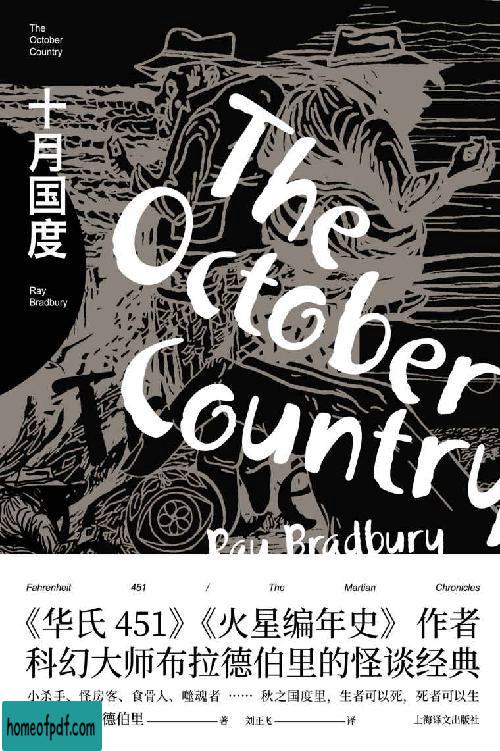 The
October
Country
十月国度
Ray
Bradbury
The
October
Country
Ray Bradbury
Fahrenheit 451 / The Martian Chronicles
《华氏 451》《火星编年史》 作者
科幻大师布拉德伯里的怪谈经典
小杀手、怪房客、食骨人、噬魂者 …… 秋之国度里，生者可以死，死者可以生
德伯里 著 刘正飞 译 上海译文出版社
homeofpdf.com